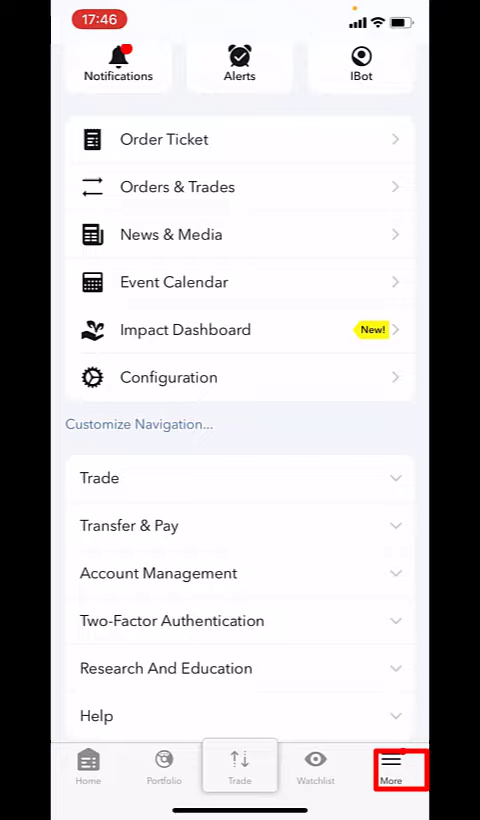 17:46
Notifications
Alerts
IBot
Order Ticket
Orders & Trades
News & Media
Event Calendar
Impact Dashboard
New!
Configuration
Customize Navigation...
Trade
Transfer & Pay
Account Management
Two-Factor Authentication
Research And Education
Help
Home
Portfolio
Trade
Watchlist
More